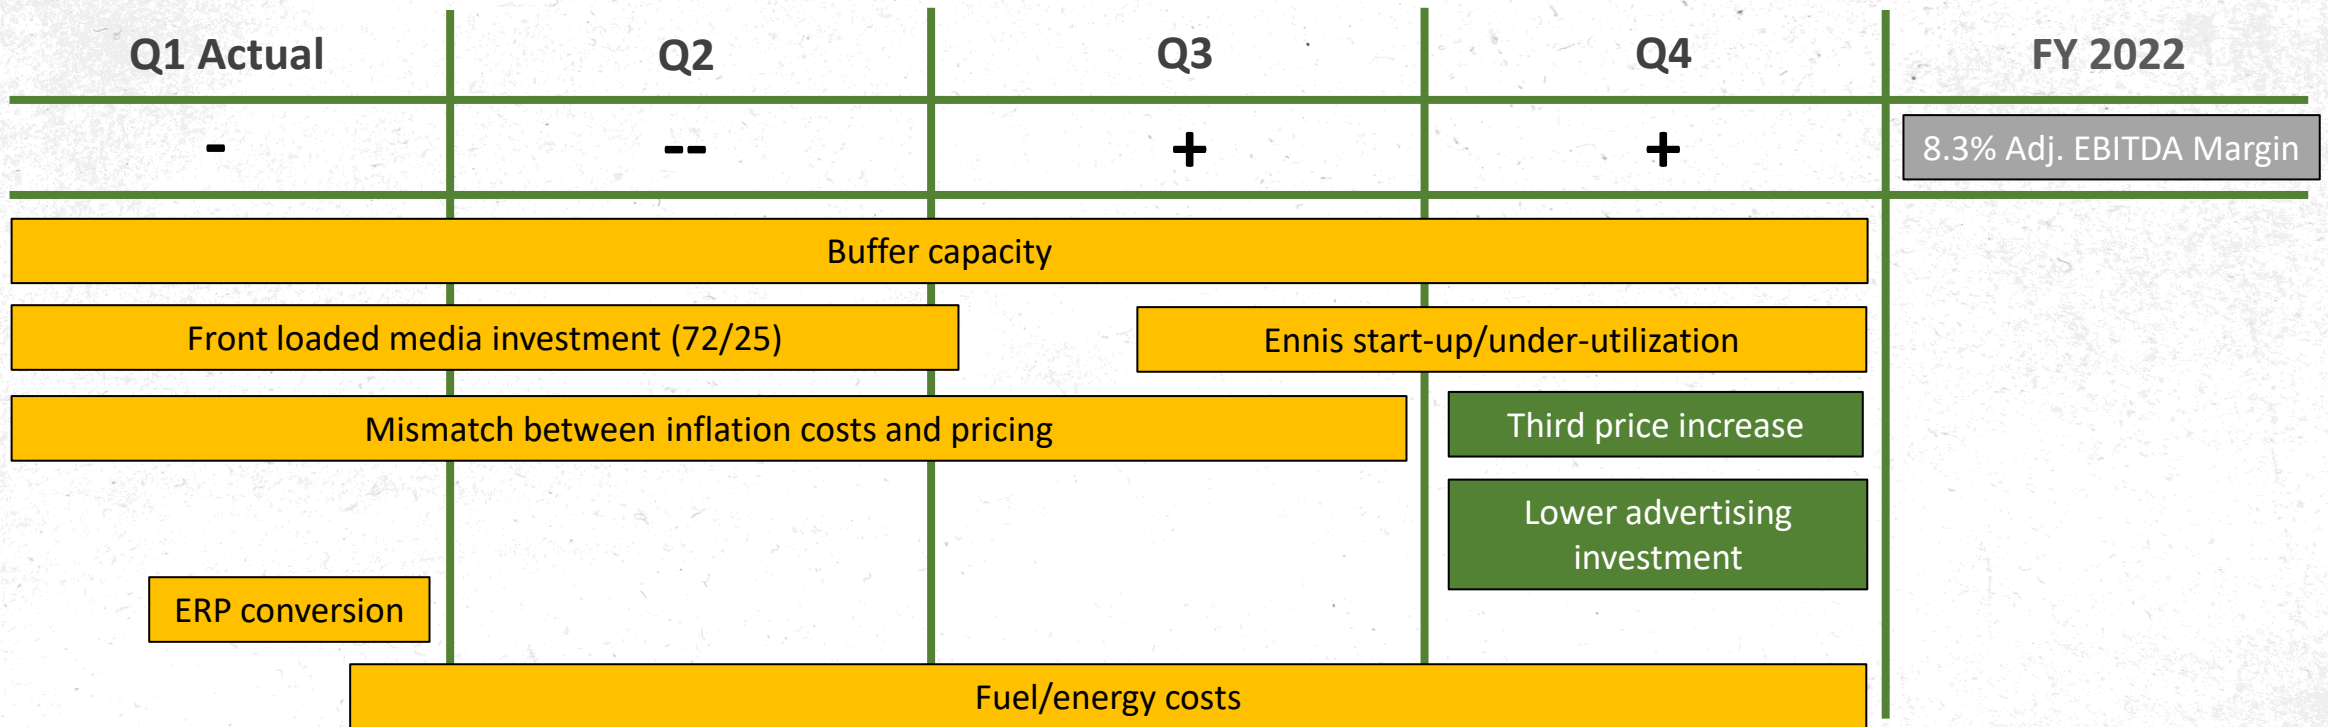 Q1 Actual
Q2
Q3
Q4
FY 2022
-
--
+
+
8.3% Adj. EBITDA Margin
Buffer capacity
Front loaded media investment (72/25)
Ennis start-up/under-utilization
Mismatch between inflation costs and pricing
Third price increase
Lower advertising
investment
ERP conversion
Fuel/energy costs